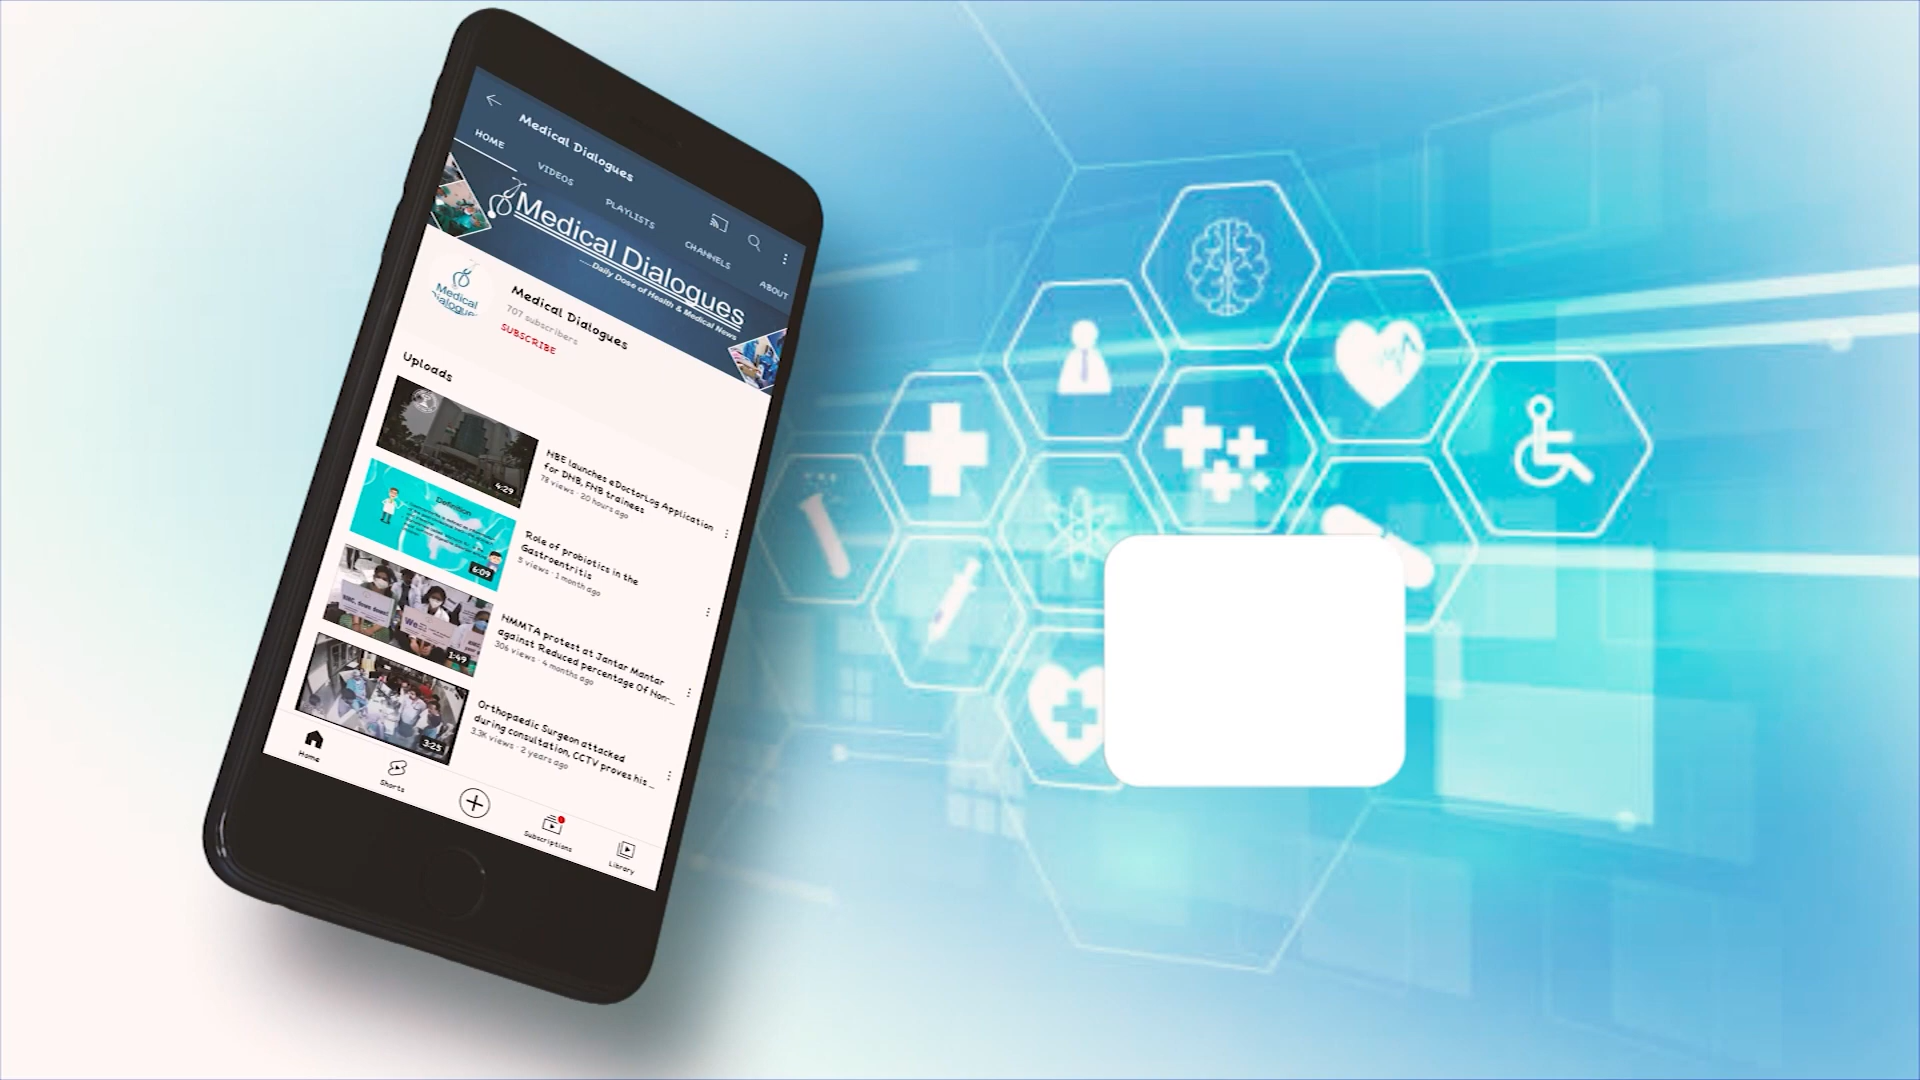 Medical Dialogues
HOME
VIDEOS
PLAYLISTS
CHANNELS
ABOUT
Medical Dialogues
....Daily Dose of Health & Medical News
Medical
Dialogues
Medical Dialogues
707 subscribers
SUBSCRIBE
Uploads
4:29
NBE launches eDoctorLog Application
for DNB, FNB trainees
78 views · 20 hours ago
Definition
6:09
Role of probiotics in the
Gastroentritis
5 views · 1 month ago
We
1:49
NMMTA protest at Jantar Mantar
against Reduced percentage Of Non-...
306 views · 4 months ago
3:25
Orthopaedic Surgeon attacked
during consultation, CCTV proves his ...
3.3K views · 2 years ago
Home
Shorts
Subscriptions
Library